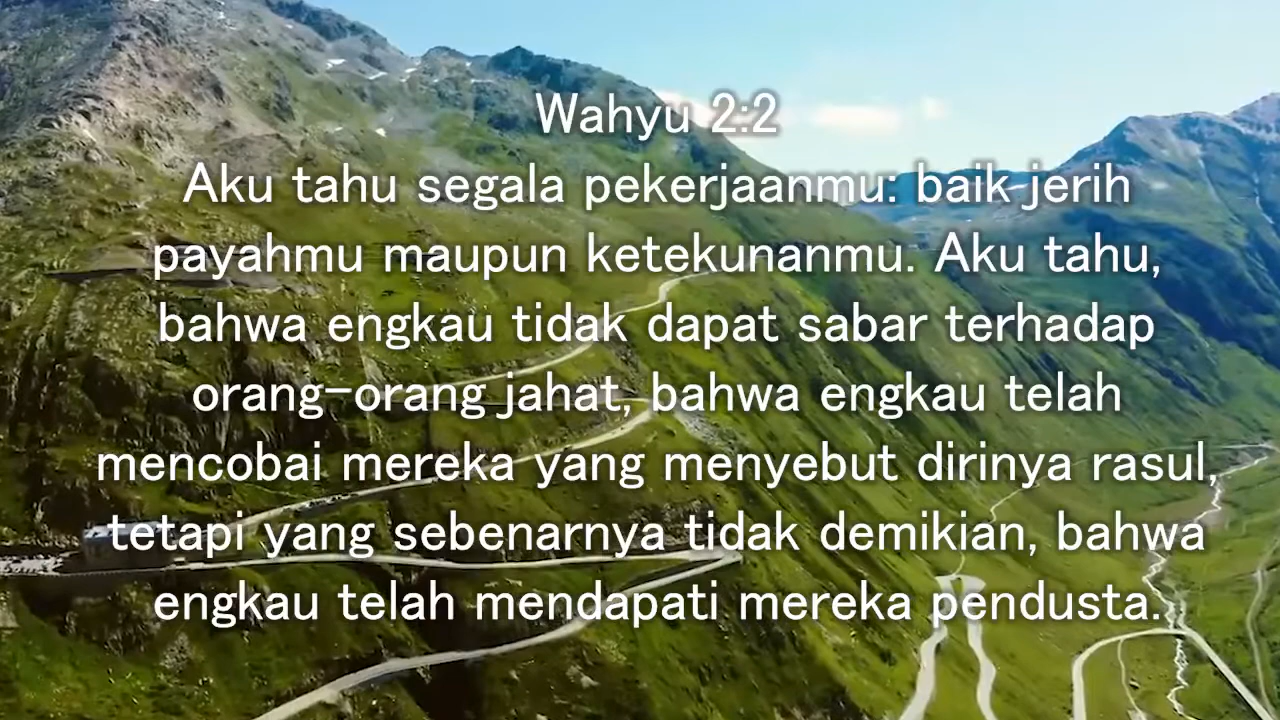 Wahyu 2:2
Aku tahu segala pekerjaanmu: baik jerih
payahmu maupun ketekunanmu. Aku tahu,
bahwa engkau tidak dapat sabar terhadap
orang-orang jahat, bahwa engkau telah
mencobai mereka yang menyebut dirinya rasul,
tetapi yang sebenarnya tidak demikian, bahwa
engkau telah mendapati mereka pendusta.